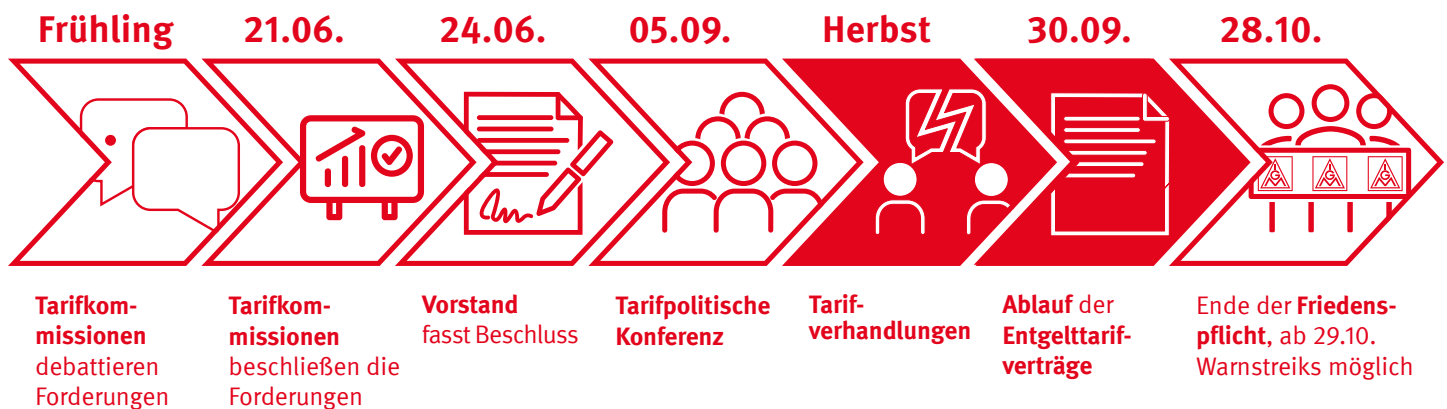 Frühling
21.06.
24.06.
05.09.
Herbst
30.09.
28.10.
Tarifkom-
missionen
debattieren
Forderungen
Tarifkom-
missionen
beschließen die
Forderungen
Vorstand
fasst Beschluss
Tarifpolitische
Konferenz
Tarif-
verhandlungen
Ablauf der
Entgelttarif-
verträge
Ende der Friedens-
pflicht, ab 29.10.
Warnstreiks möglich